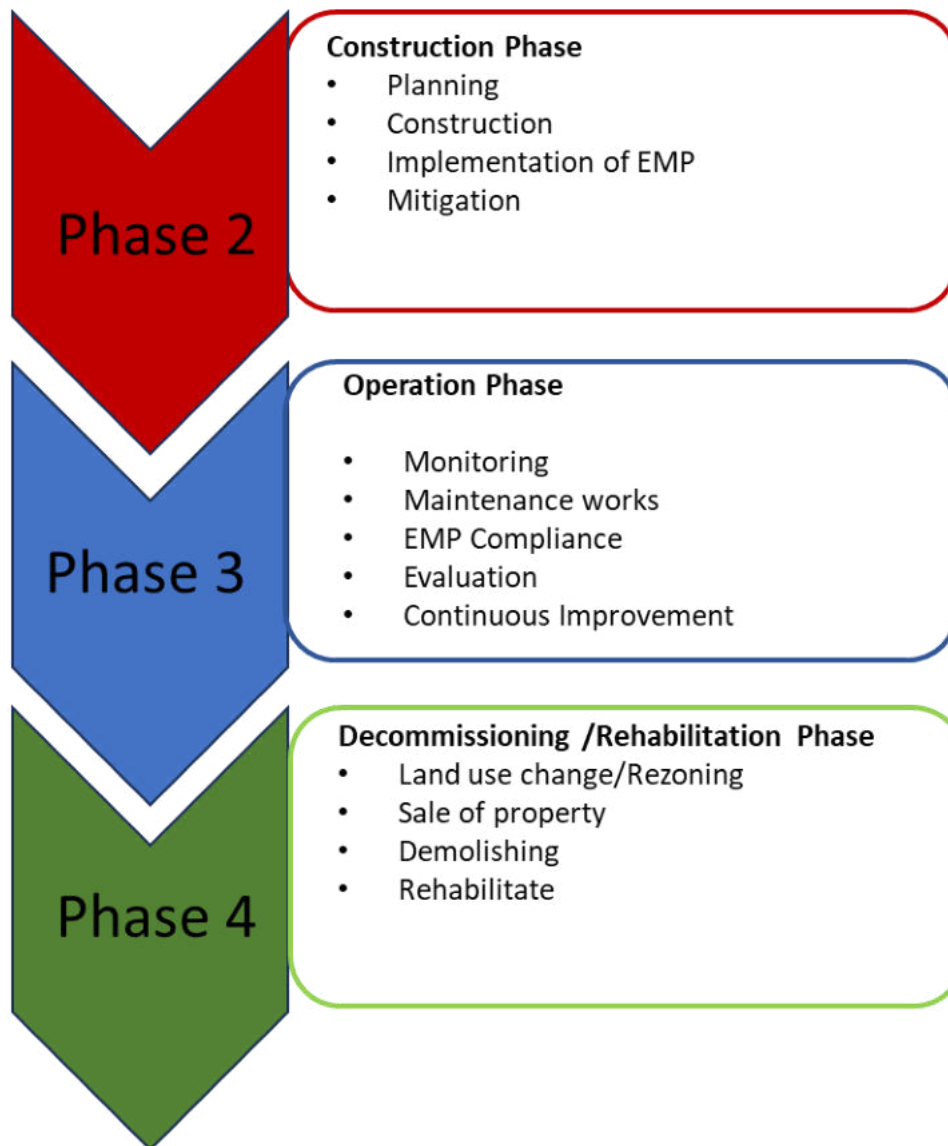 Phase 2
Construction Phase
• Planning
• Construction
• Implementation of EMP
• Mitigation
Phase 3
Operation Phase
• Monitoring
• Maintenance works
• EMP Compliance
• Evaluation
• Continuous Improvement
Phase 4
Decommissioning /Rehabilitation Phase
• Land use change/Rezoning
• Sale of property
• Demolishing
• Rehabilitate